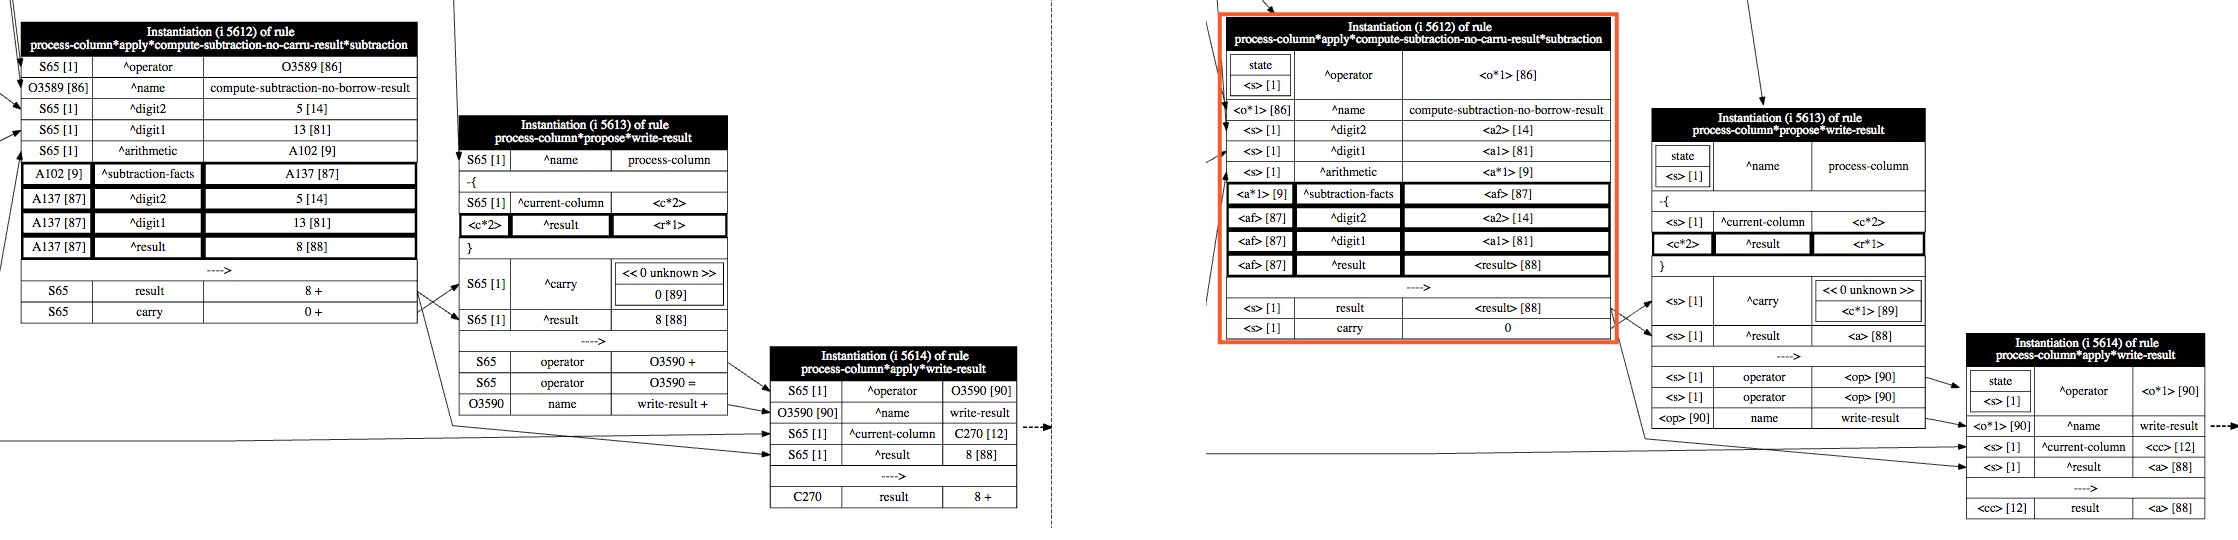 Instantiation (i 5612) of rule
process-column*apply*compute-subtraction-no-carru-result*subtraction
S65 [1] ^operator O3589 [86]
O3589 [86] ^name compute-subtraction-no-borrow-result
S65 [1] ^digit2 5 [14]
S65 [1] ^digit1 13 [81]
S65 [1] ^arithmetic A102 [9]
A102 [9] ^subtraction-facts A137 [87]
A137 [87] ^digit2 5 [14]
A137 [87] ^digit1 13 [81]
A137 [87] ^result 8 [88]
---->
S65 result 8 +
S65 carry 0 +
Instantiation (i 5613) of rule
process-column*propose*write-result
S65 [1] ^name process-column
-{
S65 [1] ^current-column <c*2>
<c*2> ^result <r*1>
}
S65 [1] ^carry << 0 unknown >>
0 [89]
S65 [1] ^result 8 [88]
---->
S65 operator O3590 +
S65 operator O3590 =
O3590 name write-result +
Instantiation (i 5614) of rule
process-column*apply*write-result
S65 [1] ^operator O3590 [90]
O3590 [90] ^name write-result
S65 [1] ^current-column C270 [12]
S65 [1] ^result 8 [88]
---->
C270 result 8 +
Instantiation (i 5612) of rule
process-column*apply*compute-subtraction-no-carru-result*subtraction
state
<s> [1] ^operator <o*1> [86]
<o*1> [86] ^name compute-subtraction-no-borrow-result
<s> [1] ^digit2 <a2> [14]
<s> [1] ^digit1 <a1> [81]
<s> [1] ^arithmetic <a*1> [9]
<a*1> [9] ^subtraction-facts <af> [87]
<af> [87] ^digit2 <a2> [14]
<af> [87] ^digit1 <a1> [81]
<af> [87] ^result <result> [88]
---->
<s> [1] result <result> [88]
<s> [1] carry 0
Instantiation (i 5613) of rule
process-column*propose*write-result
state
<s> [1] ^name process-column
-{
<s> [1] ^current-column <c*2>
<c*2> ^result <r*1>
}
<s> [1] ^carry << 0 unknown >>
<c*1> [89]
<s> [1] ^result <a> [88]
---->
<s> [1] operator <op> [90]
<s> [1] operator <op> [90]
<op> [90] name write-result
Instantiation (i 5614) of rule
process-column*apply*write-result
state
<s> [1] ^operator <o*1> [90]
<o*1> [90] ^name write-result
<s> [1] ^current-column <cc> [12]
<s> [1] ^result <a> [88]
---->
<cc> [12] result <a> [88]